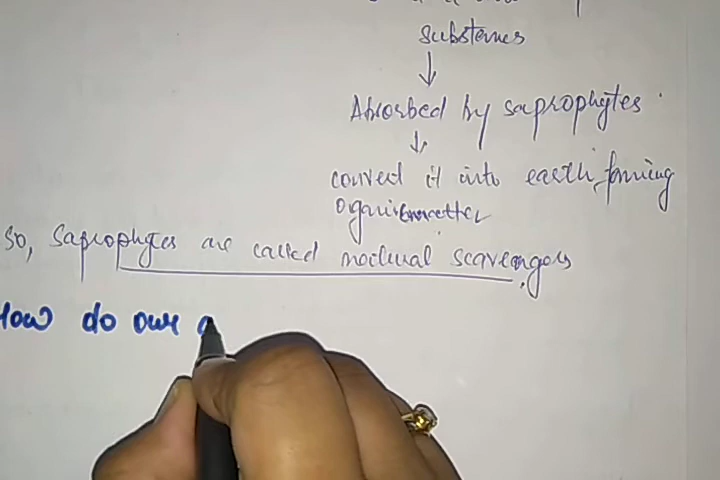 substances
↓
Absorbed by saprophytes
↓
convert it into earth, forming
organic matter
So, Saprophytes are called natural scavengers
How do our